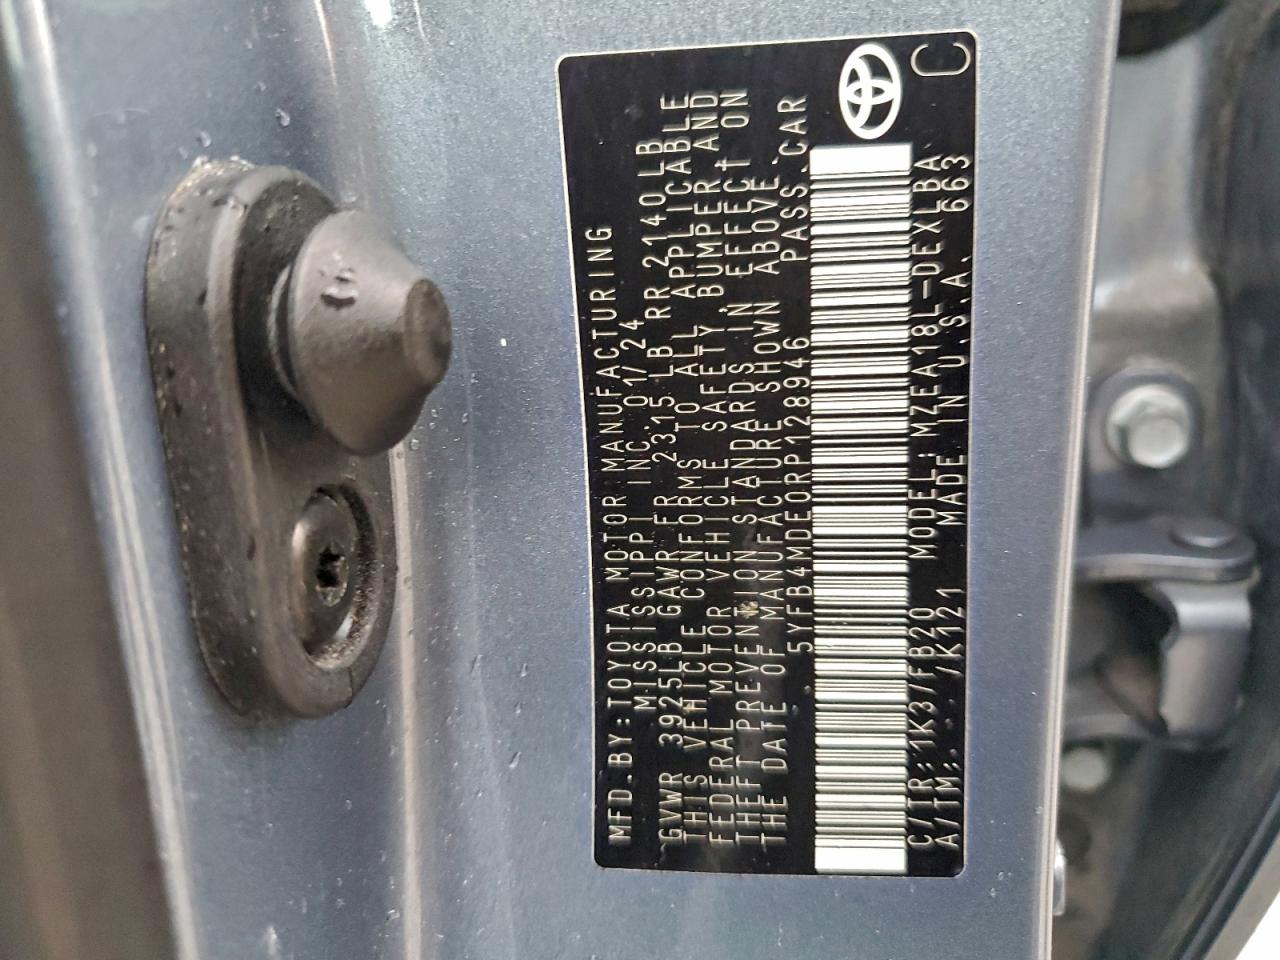 MFD.BY:TOYOTA MOTOR MANUFACTURING
MISSISSIPPI INC. 01/24
GVWR 3925LB GAWR FR 2315 LB RR 2140LB
THIS VEHICLE CONFORMS TO ALL APPLICABLE
FEDERAL MOTOR VEHICLE SAFETY, BUMPER AND
THEFT PREVENTION STANDARDS IN EFFECT ON
THE DATE OF MANUFACTURE SHOWN ABOVE.
5YFB4MDE0RP128946 PASS.CAR
C/TR:1K3/FB20 MODEL:MZEA18L-DEXLBA
A/TM: /K121 MADE IN U.S.A. 663
C